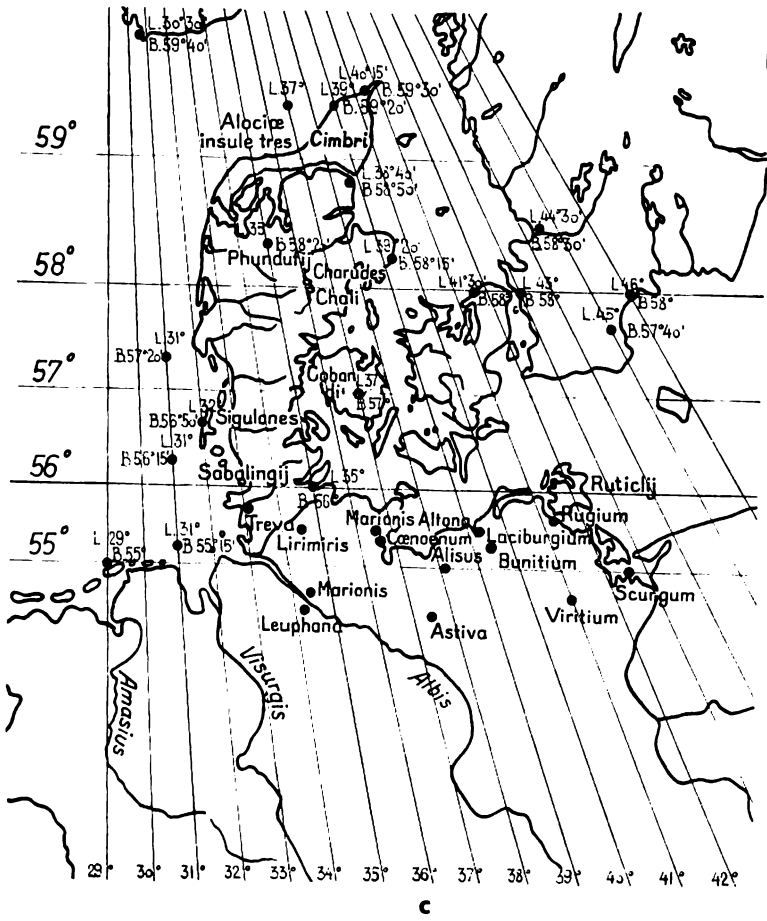 L.30°30'
B.59°40'
L.40°15'
L.37°
L.39°
B.59°30'
B.59°20'
Alociæ
insule tres
Cimbri
59°
L.38°40'
B.58°50'
L.44°30'
B.58°30'
B.58°2
Phundusij
L.39°20'
B.58°15'
Charudes
Chali
58°
L.41°30'
B.58°
L.43°
B.58°
L.46°
B.58°
L.45°
B.57°40'
L.31°
B.57°20'
57°
Coban
di
L.37
B.57°
L.32°
B.56°50'
Sigulanes
L.31°
B.56°15'
Sabalingij
56°
L.35°
B.56
Ruticlij
Treva
Lirimiris
Marionis
Altona
Cœnoenum
Laciburgium
Rugium
Alisus
Bunitium
55°
L.29°
B.55°
L.31°
B.55°15'
Scurgum
Marionis
Leuphana
Astiva
Viritium
Amasius
Visurgis
Albis
29° 30° 31° 32° 33° 34° 35° 36° 37° 38° 39° 40° 41° 42°
c